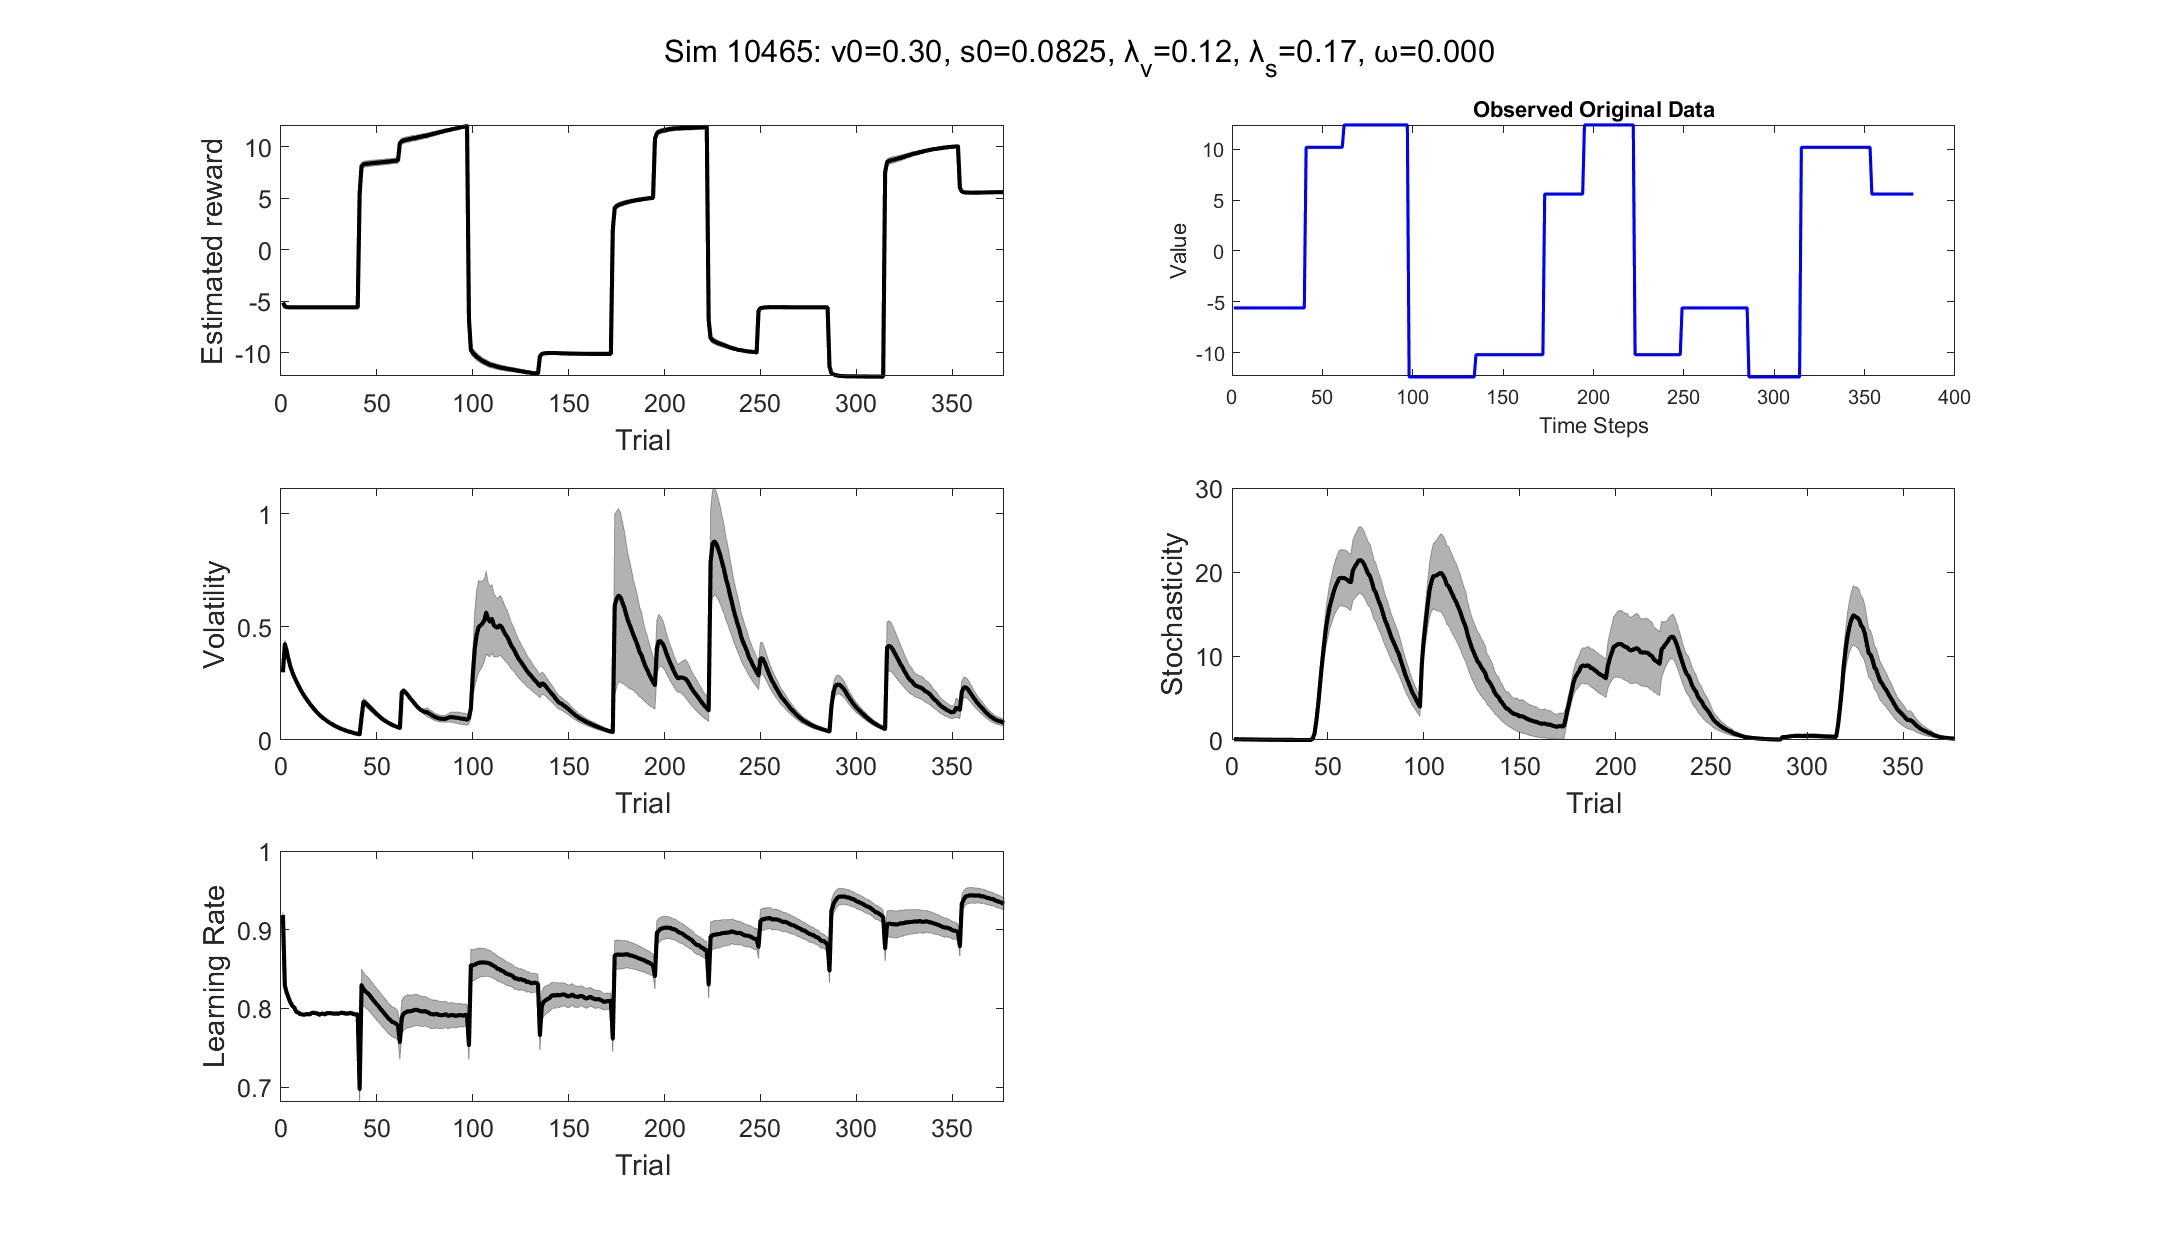 Sim 10465: v0=0.30, s0=0.0825, λ_v=0.12, λ_s=0.17, ω=0.000
Estimated reward
10
5
0
-5
-10
0 50 100 150 200 250 300 350
Trial
Observed Original Data
Value
10
5
0
-5
-10
0 50 100 150 200 250 300 350 400
Time Steps
Volatility
1
0.5
0
0 50 100 150 200 250 300 350
Trial
Stochasticity
30
20
10
0
0 50 100 150 200 250 300 350
Trial
Learning Rate
1
0.9
0.8
0.7
0 50 100 150 200 250 300 350
Trial